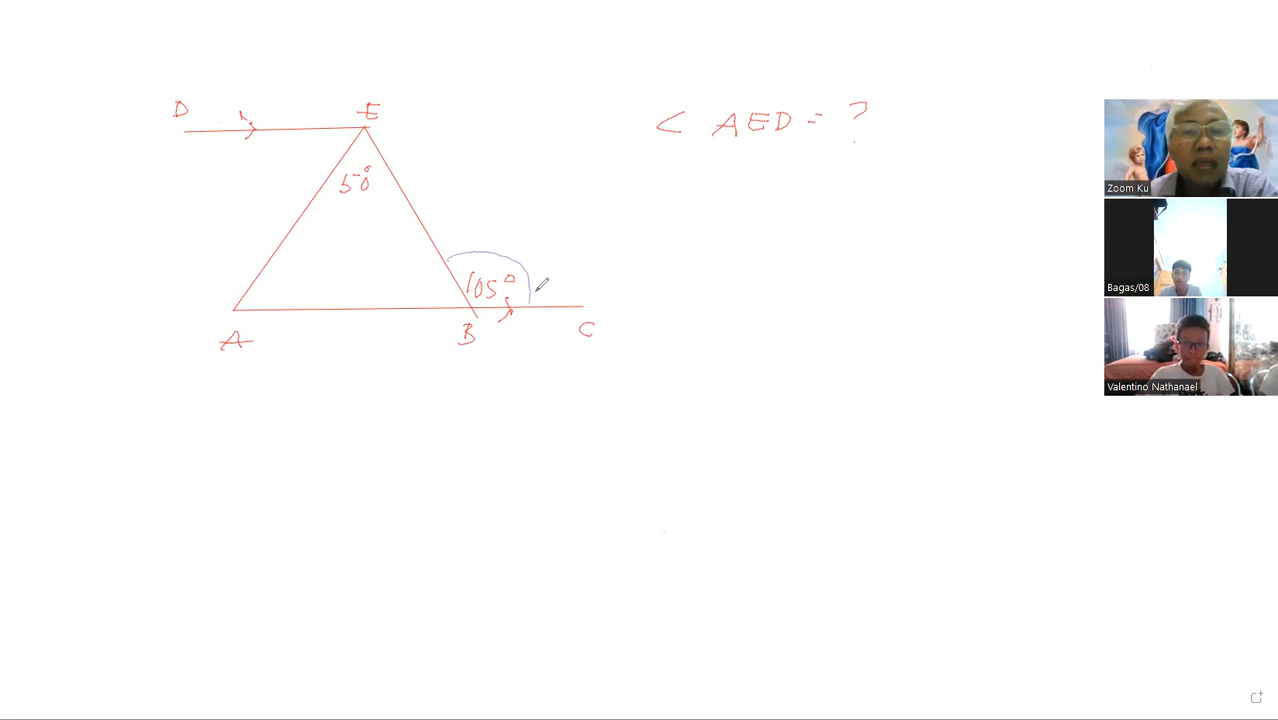 D
E
< AED = ?
50°
105°
A
B
C
Zoom Ku
Bagas/08
Valentino Nathanael